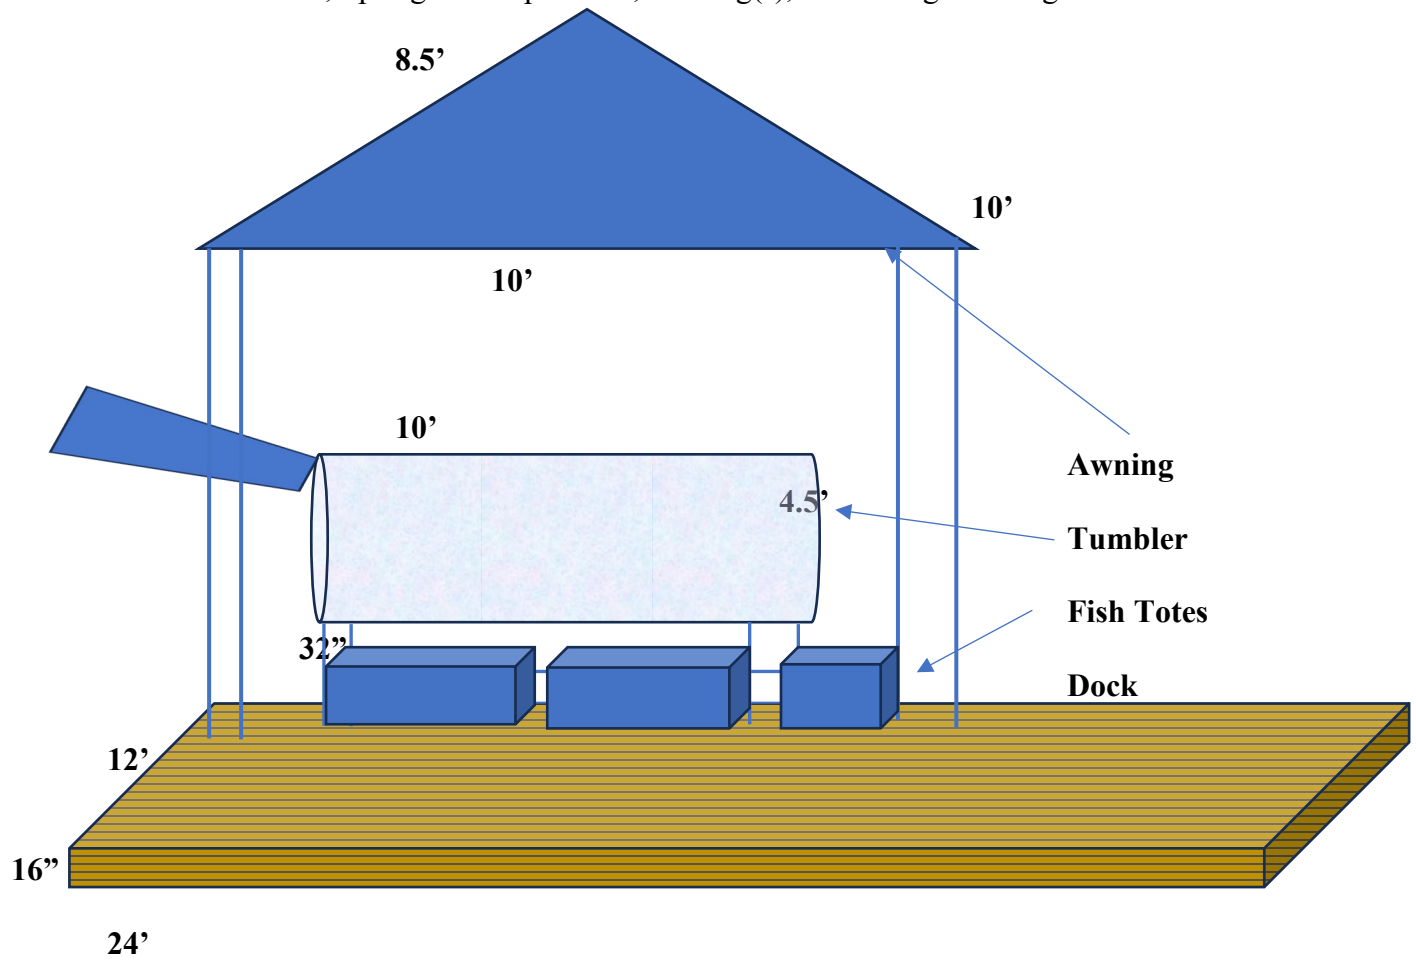 8.5’
10’
10’
10’
Awning
4.5’
Tumbler
Fish Totes
32”
Dock
12’
16”
24’